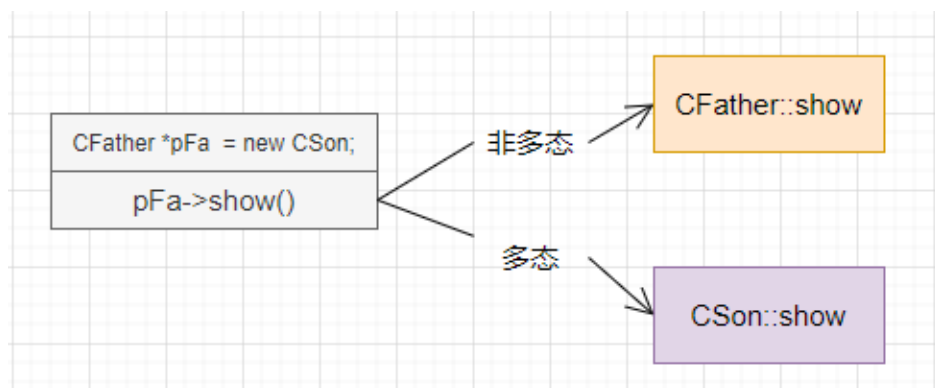 CFather *pFa  = new CSon;
pFa->show()
非多态
CFather::show
多态
CSon::show